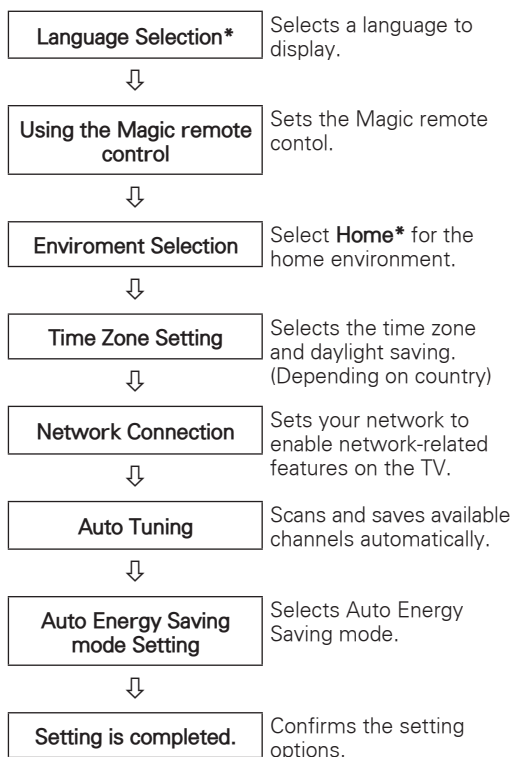 Language Selection*
Selects a language to
display.
Using the Magic remote
control
Sets the Magic remote
contol.
Enviroment Selection
Select Home* for the
home environment.
Time Zone Setting
Selects the time zone
and daylight saving.
(Depending on country)
Network Connection
Sets your network to
enable network-related
features on the TV.
Auto Tuning
Scans and saves available
channels automatically.
Auto Energy Saving
mode Setting
Selects Auto Energy
Saving mode.
Setting is completed.
Confirms the setting
options.